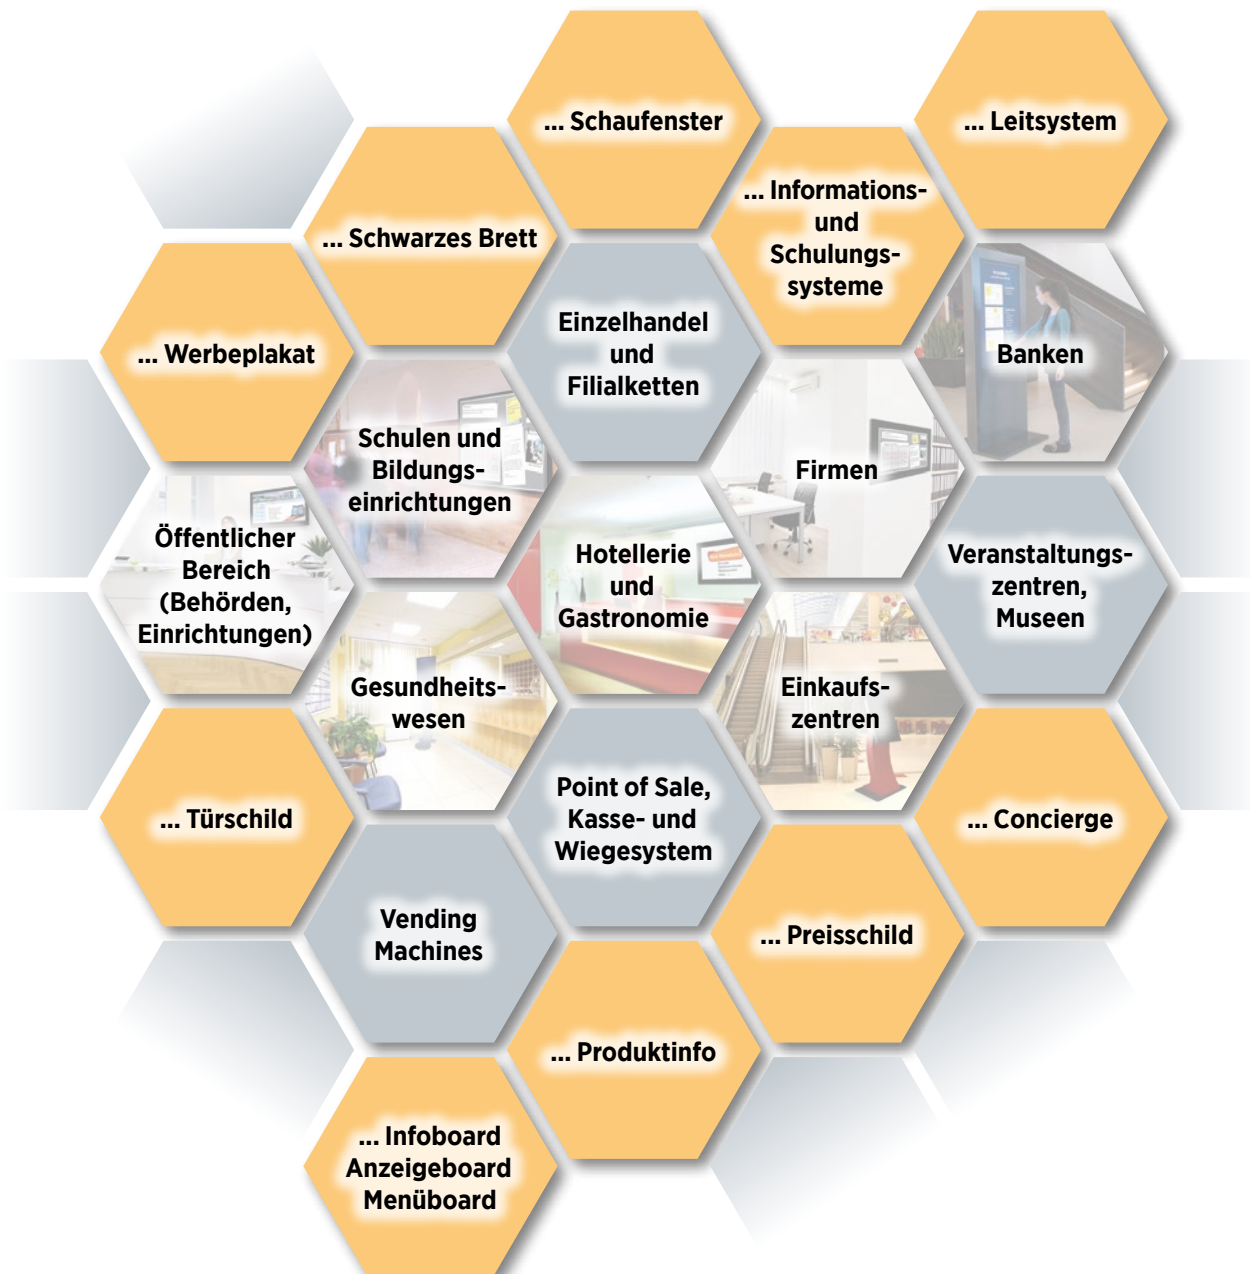 ... Schaufenster
... Leitsystem
... Informations-
und
Schulungs-
systeme
... Schwarzes Brett
... Werbeplakat
Einzelhandel
und
Filialketten
Banken
Schulen und
Bildungs-
einrichtungen
Firmen
Öffentlicher
Bereich
(Behörden,
Einrichtungen)
Hotellerie
und
Gastronomie
Veranstaltungs-
zentren,
Museen
Gesundheits-
wesen
Einkaufs-
zentren
... Türschild
Point of Sale,
Kasse- und
Wiegesystem
... Concierge
Vending
Machines
... Preisschild
... Produktinfo
... Infoboard
Anzeigeboard
Menüboard